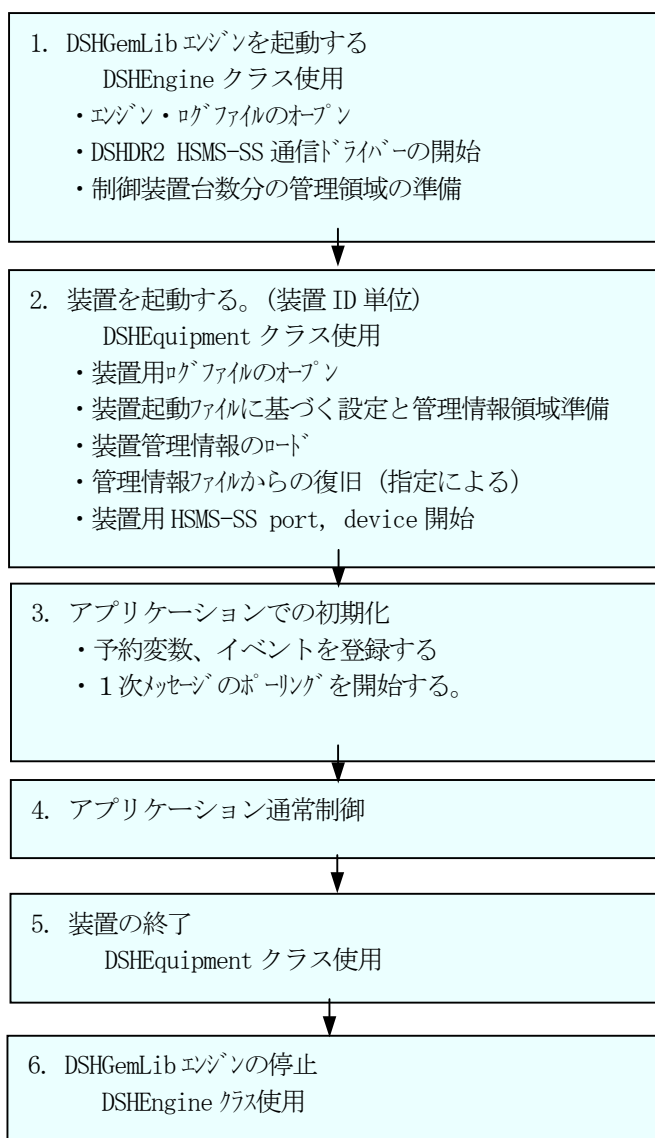 1. DSHGemLib ｴﾝｼﾞﾝを起動する
DSHEngine クラス使用
・ｴﾝｼﾞﾝ・ﾛｸﾞﾌｧｲﾙのｵｰﾌﾟﾝ
・DSHDR2 HSMS-SS 通信ﾄﾞﾗｲﾊﾞｰの開始
・制御装置台数分の管理領域の準備
2. 装置を起動する。(装置 ID 単位)
DSHEquipment クラス使用
・装置用ﾛｸﾞﾌｧｲﾙのｵｰﾌﾟﾝ
・装置起動ﾌｧｲﾙに基づく設定と管理情報領域準備
・装置管理情報のﾛｰﾄﾞ
・管理情報ﾌｧｲﾙからの復旧（指定による）
・装置用 HSMS-SS port, device 開始
3. アプリケーションでの初期化
・予約変数、イベントを登録する
・１次ﾒｯｾｰｼﾞのﾎﾟｰﾘﾝｸﾞを開始する。
4. アプリケーション通常制御
5. 装置の終了
DSHEquipment クラス使用
6. DSHGemLib ｴﾝｼﾞﾝの停止
DSHEngine ｸﾗｽ使用